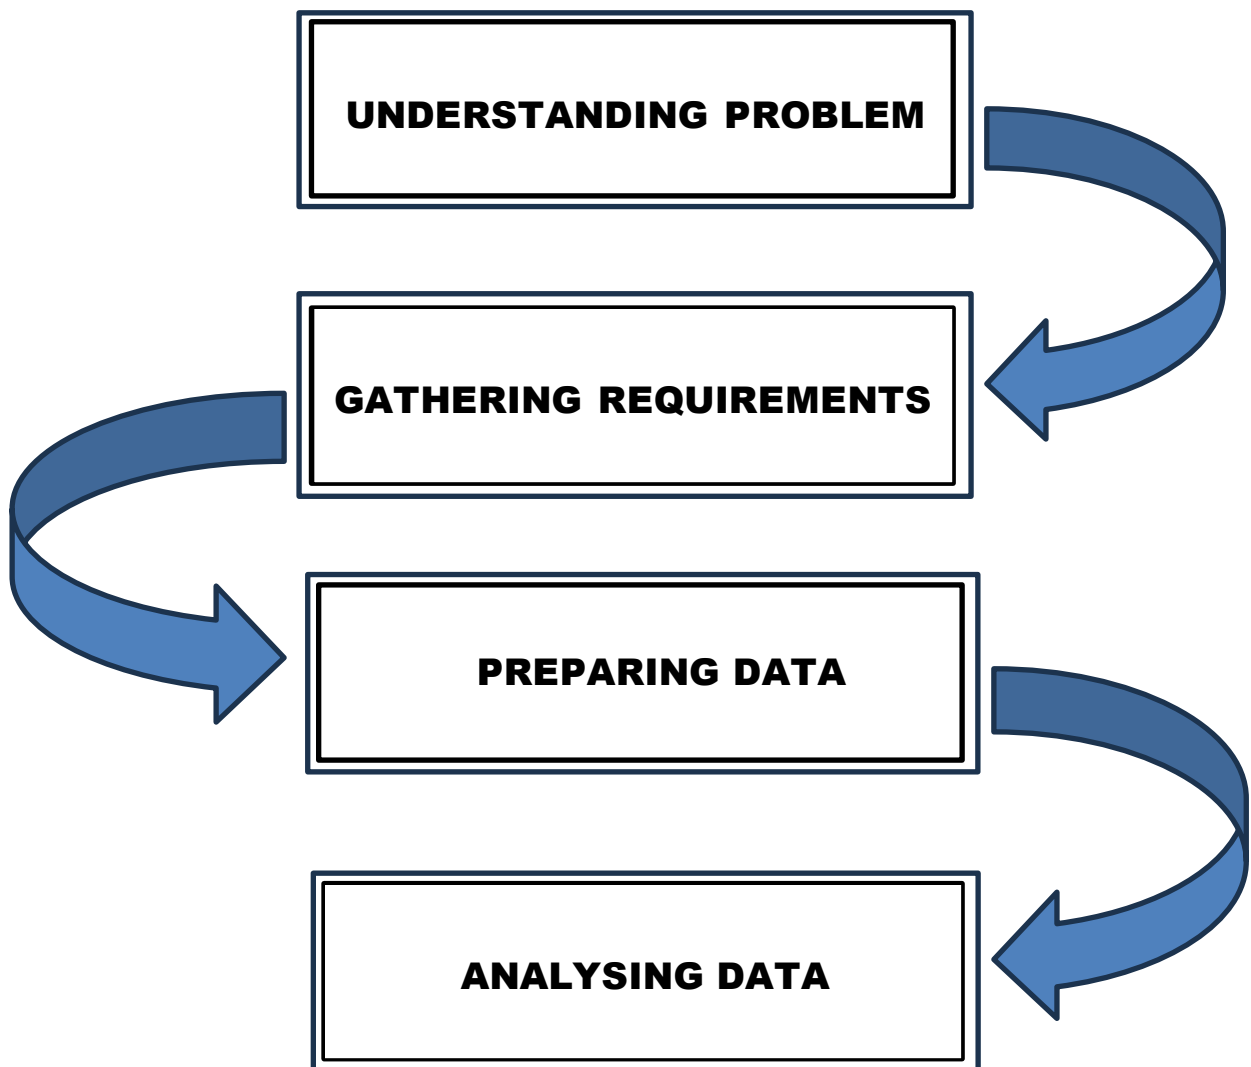 UNDERSTANDING PROBLEM
GATHERING REQUIREMENTS
PREPARING DATA
ANALYSING DATA